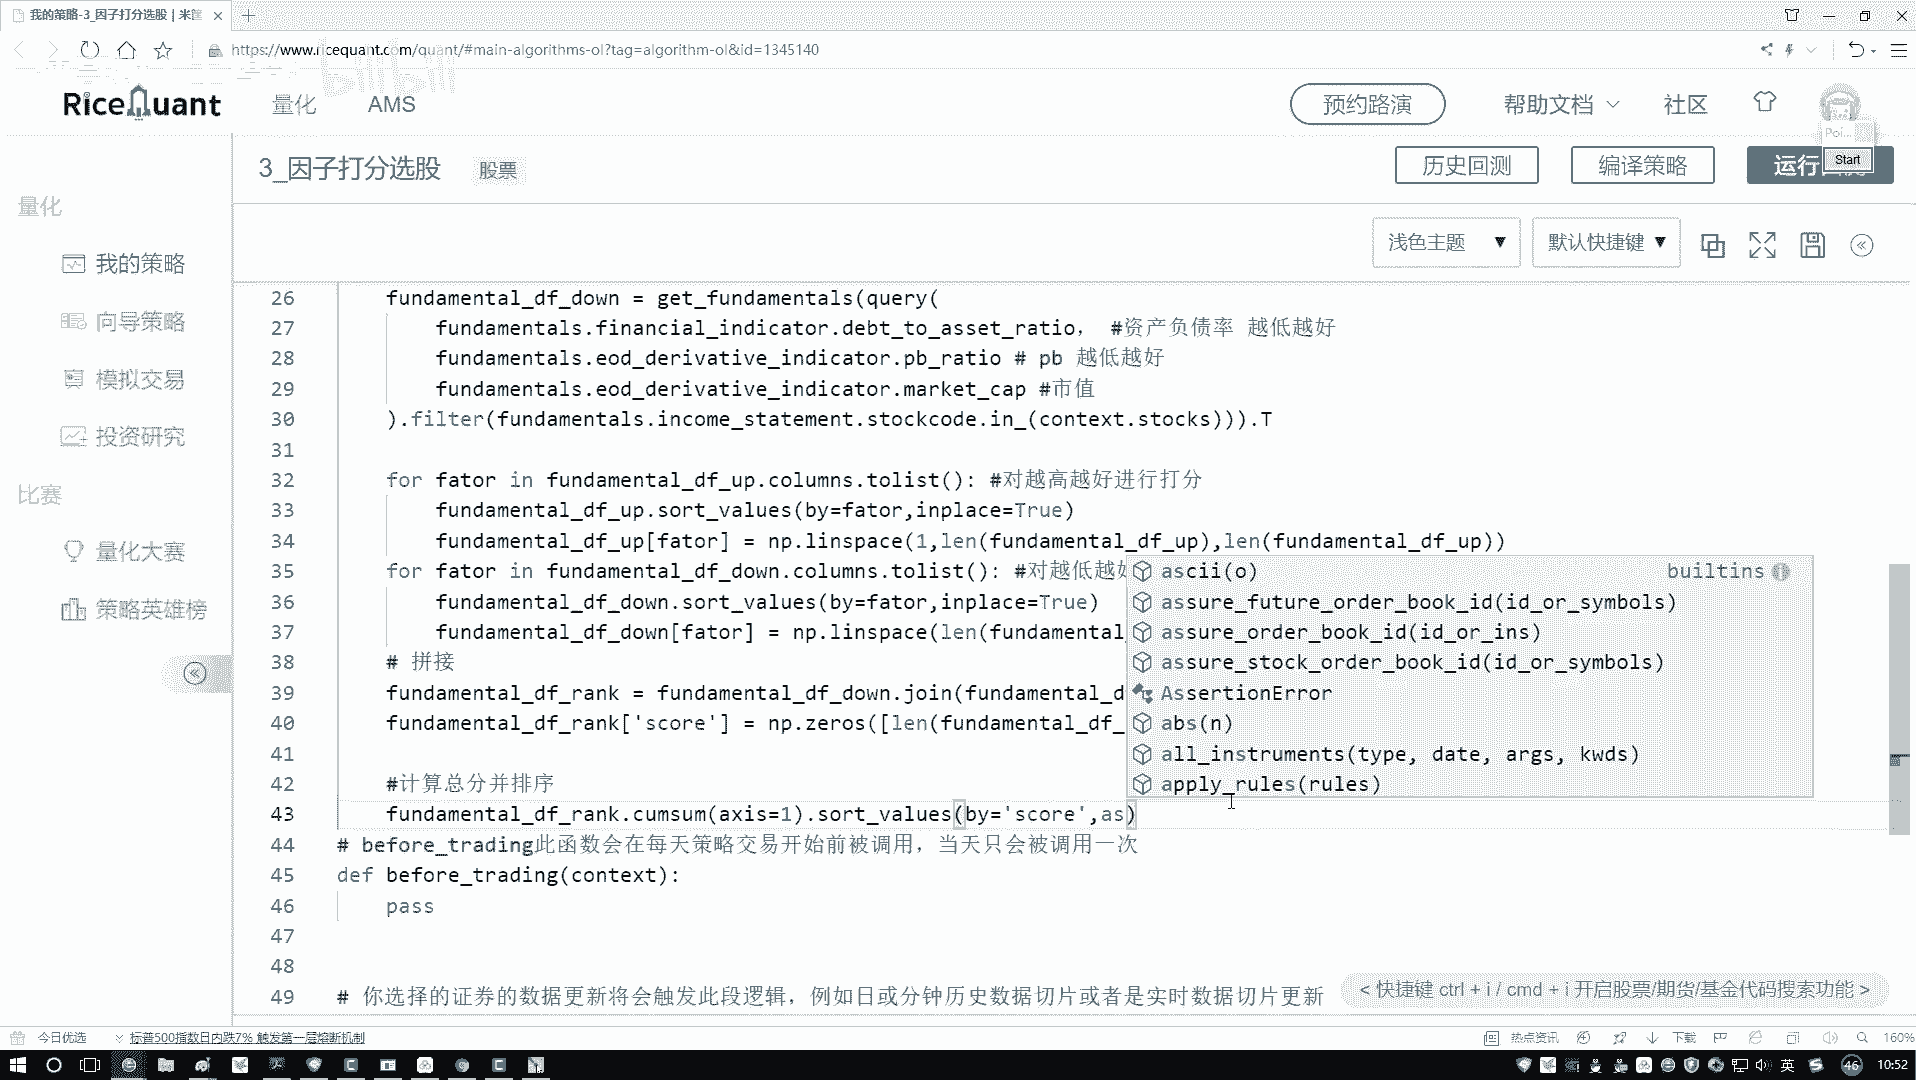 我的策略-3_因子打分选股 | 米筐
https://www.ricequant.com/quant/#main-algorithms-ol?tag=algorithm-ol&id=1345140
bilibili
RiceQuant
量化
AMS
预约路演
帮助文档
社区
Poi...
Start
3_因子打分选股
股票
历史回测
编译策略
运行
量化
我的策略
向导策略
模拟交易
投资研究
比赛
量化大赛
策略英雄榜
浅色主题 ▼
默认快捷键 ▼
26 fundamental_df_down = get_fundamentals(query(
27 fundamentals.financial_indicator.debt_to_asset_ratio, #资产负债率 越低越好
28 fundamentals.eod_derivative_indicator.pb_ratio # pb 越低越好
29 fundamentals.eod_derivative_indicator.market_cap #市值
30 ).filter(fundamentals.income_statement.stockcode.in_(context.stocks))).T
31
32 for fator in fundamental_df_up.columns.tolist(): #对越高越好进行打分
33 fundamental_df_up.sort_values(by=fator,inplace=True)
34 fundamental_df_up[fator] = np.linspace(1,len(fundamental_df_up),len(fundamental_df_up))
35 for fator in fundamental_df_down.columns.tolist(): #对越低越
36 fundamental_df_down.sort_values(by=fator,inplace=True)
37 fundamental_df_down[fator] = np.linspace(len(fundamental
38 # 拼接
39 fundamental_df_rank = fundamental_df_down.join(fundamental_d
40 fundamental_df_rank['score'] = np.zeros([len(fundamental_df_
41
42 #计算总分并排序
43 fundamental_df_rank.cumsum(axis=1).sort_values(by='score',as)
44 # before_trading此函数会在每天策略交易开始前被调用，当天只会被调用一次
45 def before_trading(context):
46 pass
47
48
49 # 你选择的证券的数据更新将会触发此段逻辑，例如日或分钟历史数据切片或者是实时数据切片更新
ascii(o) builtins
assure_future_order_book_id(id_or_symbols)
assure_order_book_id(id_or_ins)
assure_stock_order_book_id(id_or_symbols)
AssertionError
abs(n)
all_instruments(type, date, args, kwds)
apply_rules(rules)
< 快捷键 ctrl + i / cmd + i 开启股票/期货/基金代码搜索功能 >
今日优选
标普500指数日内跌7% 触发第一层熔断机制
热点资讯
下载
160%
英
46
10:52